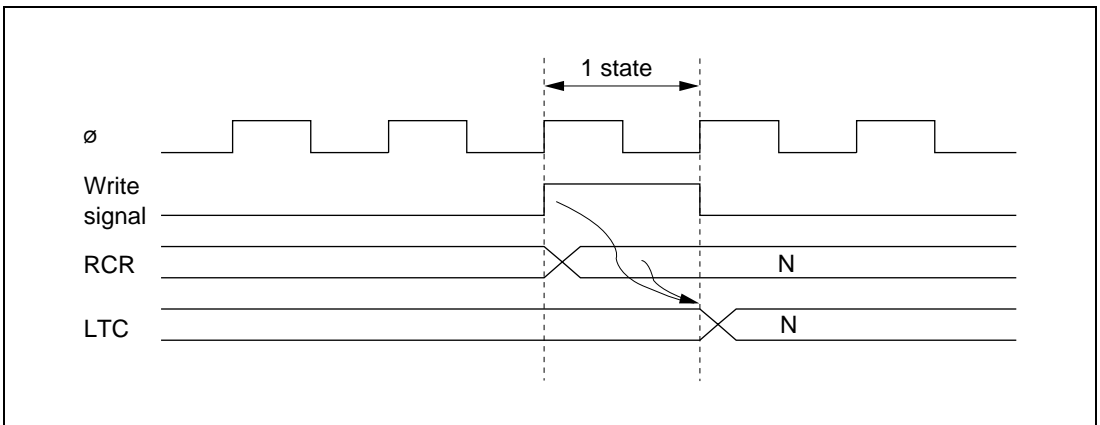 1 state
ø
Write
signal
RCR
N
LTC
N